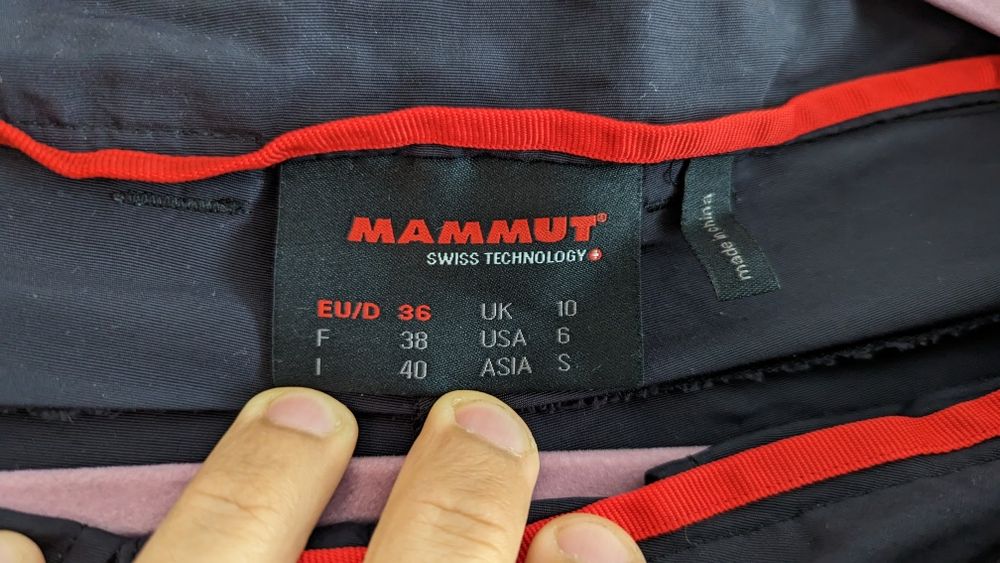 MAMMUT®
SWISS TECHNOLOGY
EU/D 36 UK 10
F 38 USA 6
I 40 ASIA S
made in china